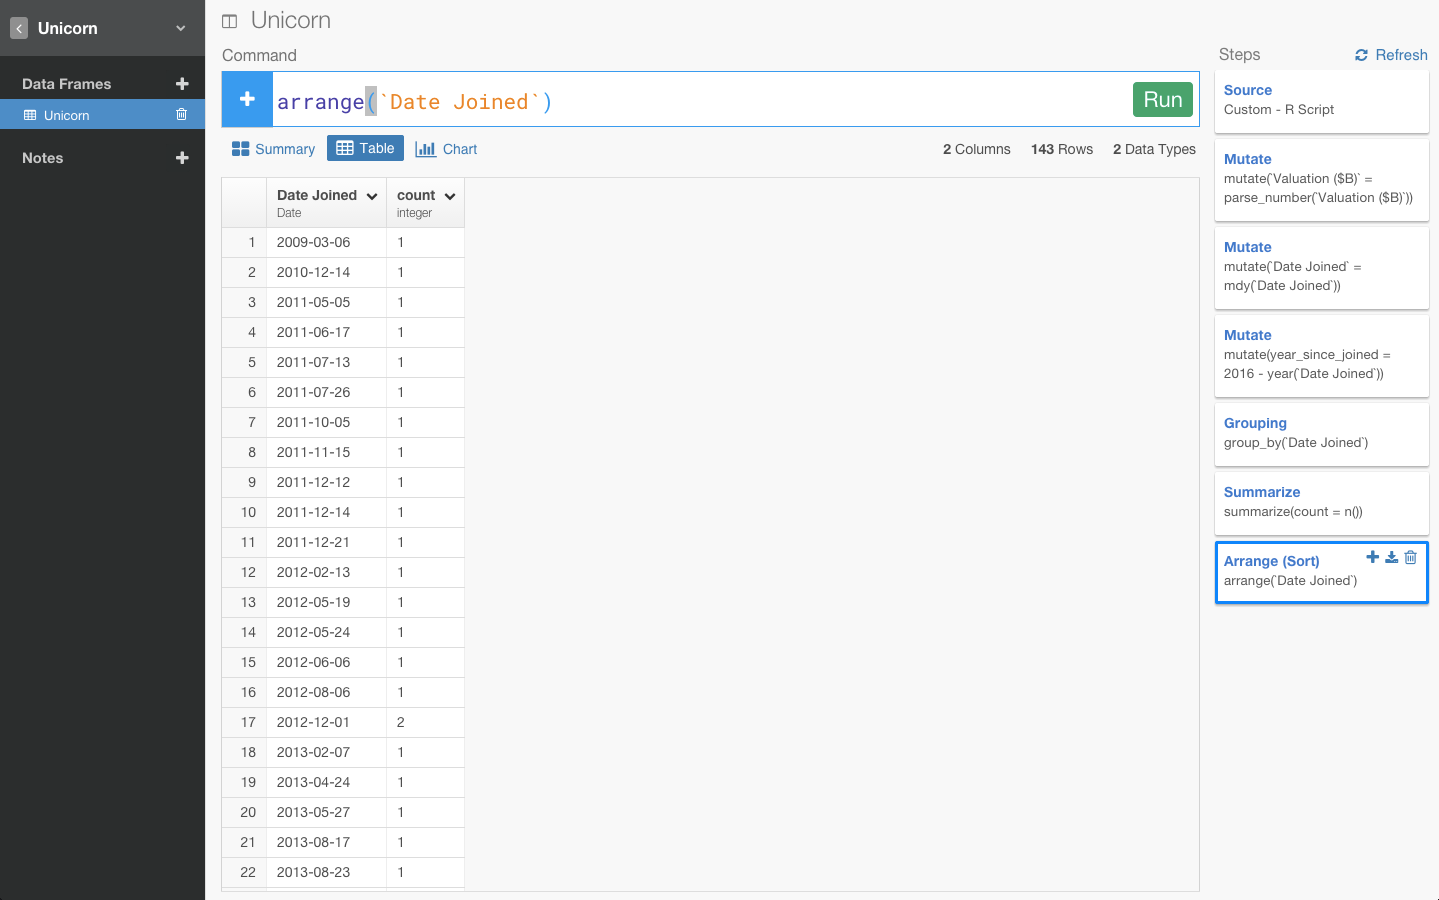 Unicorn
Data Frames
Unicorn
Notes
Unicorn
Command
arrange(`Date Joined`)
Run
Summary
Table
Chart
2 Columns 143 Rows 2 Data Types
Date Joined count
Date integer
1 2009-03-06 1
2 2010-12-14 1
3 2011-05-05 1
4 2011-06-17 1
5 2011-07-13 1
6 2011-07-26 1
7 2011-10-05 1
8 2011-11-15 1
9 2011-12-12 1
10 2011-12-14 1
11 2011-12-21 1
12 2012-02-13 1
13 2012-05-19 1
14 2012-05-24 1
15 2012-06-06 1
16 2012-08-06 1
17 2012-12-01 2
18 2013-02-07 1
19 2013-04-24 1
20 2013-05-27 1
21 2013-08-17 1
22 2013-08-23 1
Steps
Refresh
Source
Custom - R Script
Mutate
mutate(`Valuation ($B)` =
parse_number(`Valuation ($B)`))
Mutate
mutate(`Date Joined` =
mdy(`Date Joined`))
Mutate
mutate(year_since_joined =
2016 - year(`Date Joined`))
Grouping
group_by(`Date Joined`)
Summarize
summarize(count = n())
Arrange (Sort)
arrange(`Date Joined`)